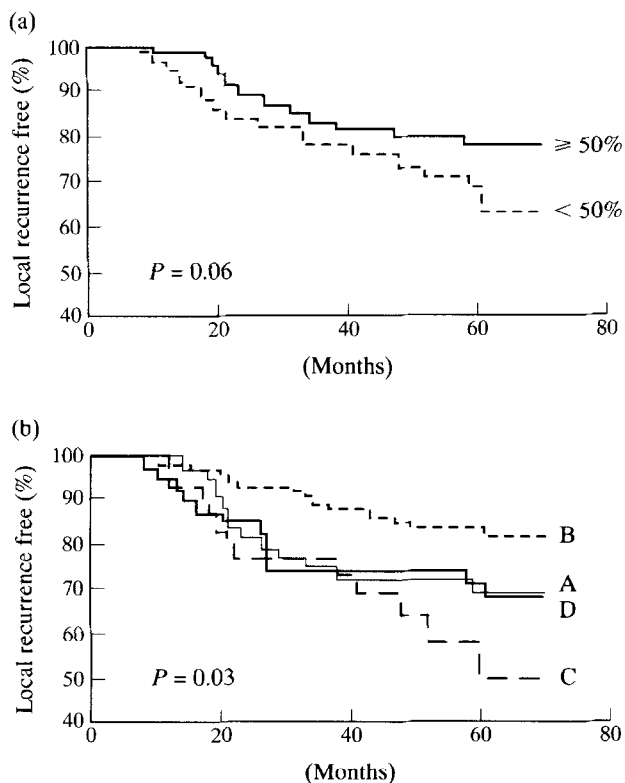 (a)
Local recurrence free (%)
100
90
80
70
60
50
40
⩾ 50%
< 50%
P = 0.06
0 20 40 60 80
(Months)
(b)
Local recurrence free (%)
100
90
80
70
60
50
40
B
A
D
C
P = 0.03
0 20 40 60 80
(Months)